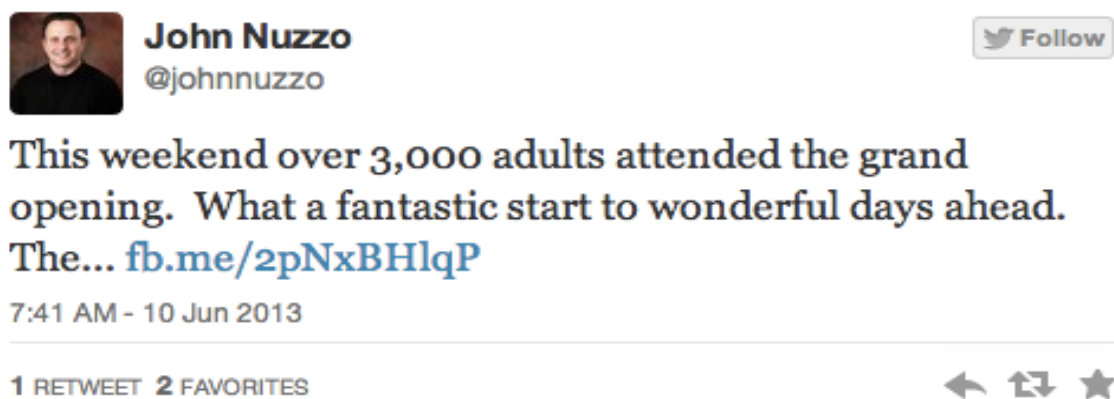 John Nuzzo
Follow
@johnnuzzo
This weekend over 3,000 adults attended the grand
opening.  What a fantastic start to wonderful days ahead.
The... fb.me/2pNxBHlqP
7:41 AM - 10 Jun 2013
1 RETWEET 2 FAVORITES